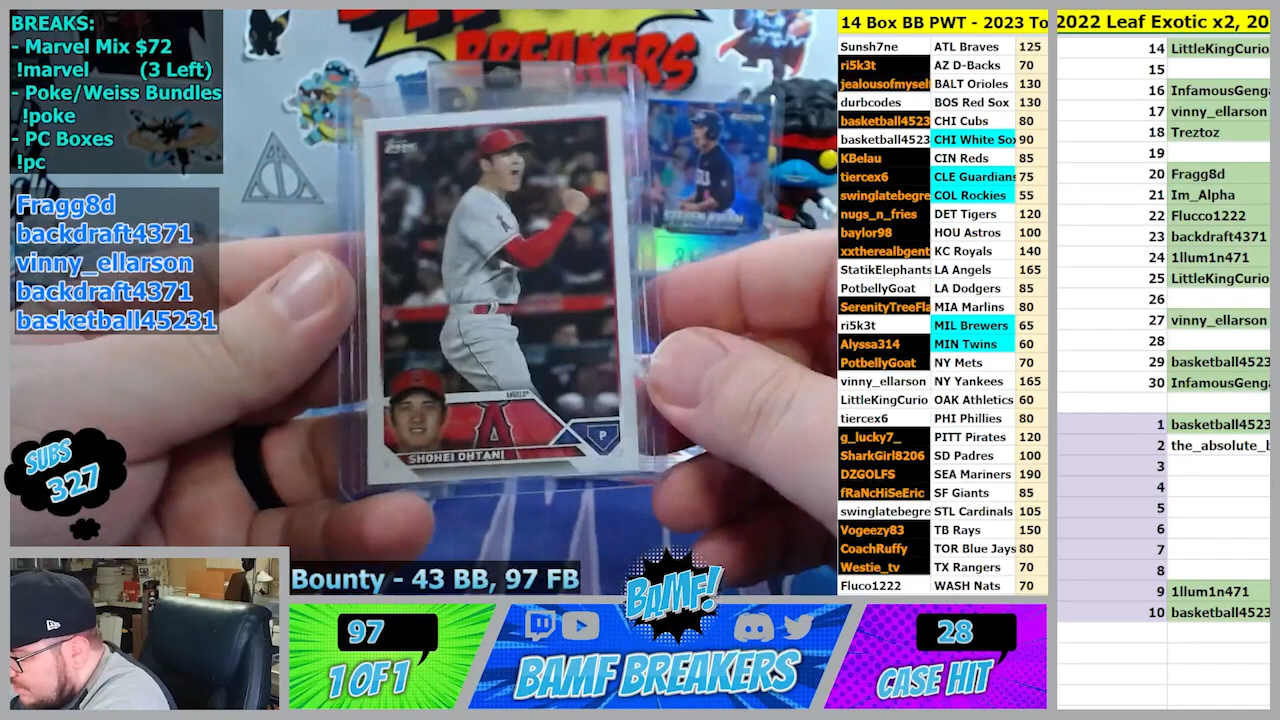 BREAKS:
- Marvel Mix $72
!marvel (3 Left)
- Poke/Weiss Bundles
!poke
- PC Boxes
!pc
Fragg8d
backdraft4371
vinny_ellarson
backdraft4371
basketball45231
SUBS
327
BREAKERS
Topps
ANGELS
A
SHOHEI OHTANI
P
Bounty - 43 BB, 97 FB
BAMF!
97
1 OF 1
BAMF BREAKERS
28
CASE HIT
14 Box BB PWT - 2023 To
Sunsh7ne ATL Braves 125
ri5k3t AZ D-Backs 70
jealousofmyself BALT Orioles 130
durbcodes BOS Red Sox 130
basketball4523 CHI Cubs 80
basketball4523 CHI White Sox 90
KBelau CIN Reds 85
tiercex6 CLE Guardians 75
swinglatebegre COL Rockies 55
nugs_n_fries DET Tigers 120
baylor98 HOU Astros 100
xxtherealbgent KC Royals 140
StatikElephants LA Angels 165
PotbellyGoat LA Dodgers 85
SerenityTreeFla MIA Marlins 80
ri5k3t MIL Brewers 65
Alyssa314 MIN Twins 60
PotbellyGoat NY Mets 70
vinny_ellarson NY Yankees 165
LittleKingCurio OAK Athletics 60
tiercex6 PHI Phillies 80
g_lucky7_ PITT Pirates 120
SharkGirl8206 SD Padres 100
DZGOLFS SEA Mariners 190
fRaNcHiSeEric SF Giants 85
swinglatebegre STL Cardinals 105
Vogeezy83 TB Rays 150
CoachRuffy TOR Blue Jays 80
Westie_tv TX Rangers 70
Fluco1222 WASH Nats 70
2022 Leaf Exotic x2, 20
14 LittleKingCurio
15
16 InfamousGenga
17 vinny_ellarson
18 Treztoz
19
20 Fragg8d
21 Im_Alpha
22 Flucco1222
23 backdraft4371
24 1llum1n471
25 LittleKingCurio
26
27 vinny_ellarson
28
29 basketball4523
30 InfamousGenga
1 basketball4523
2 the_absolute_b
3
4
5
6
7
8
9 1llum1n471
10 basketball4523